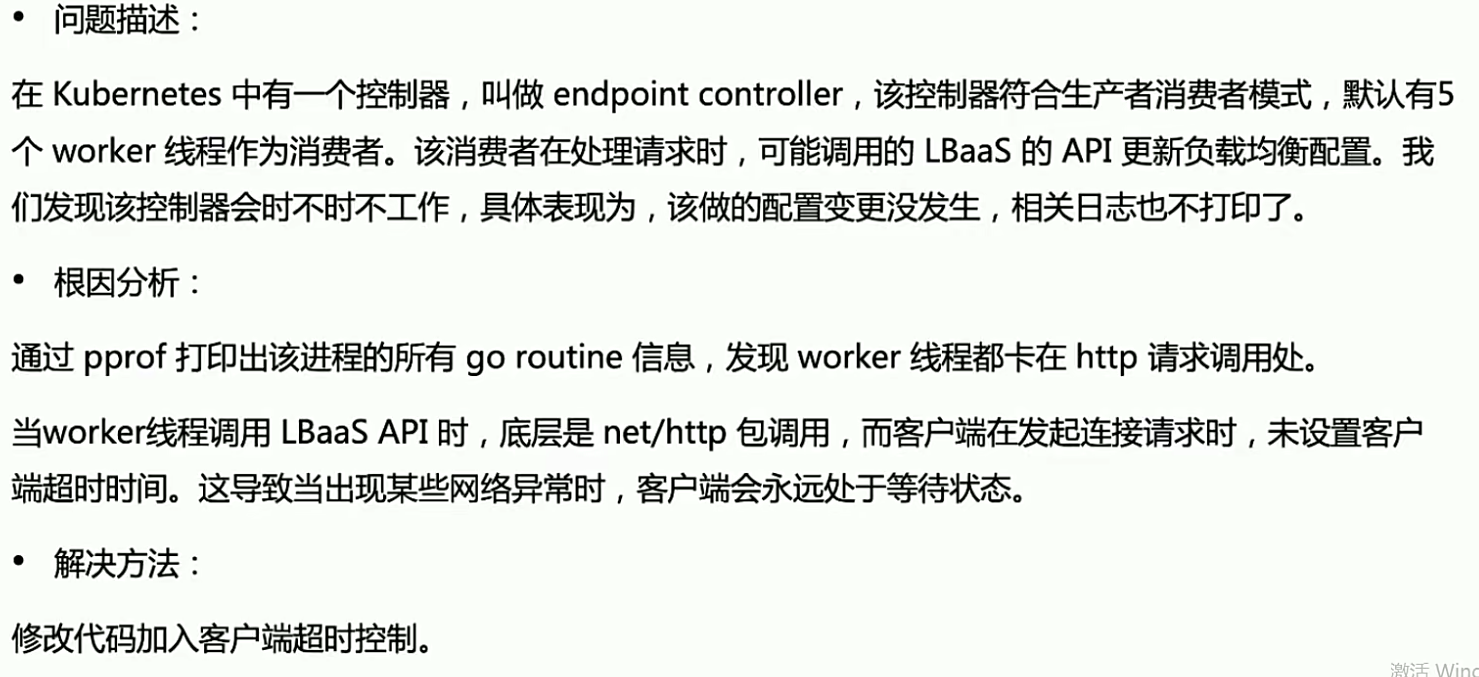 • 问题描述：
在 Kubernetes 中有一个控制器，叫做 endpoint controller，该控制器符合生产者消费者模式，默认有5
个 worker 线程作为消费者。该消费者在处理请求时，可能调用的 LBaaS 的 API 更新负载均衡配置。我
们发现该控制器会时不时不工作，具体表现为，该做的配置变更没发生，相关日志也不打印了。
• 根因分析：
通过 pprof 打印出该进程的所有 go routine 信息，发现 worker 线程都卡在 http 请求调用处。
当worker线程调用 LBaaS API 时，底层是 net/http 包调用，而客户端在发起连接请求时，未设置客户
端超时时间。这导致当出现某些网络异常时，客户端会永远处于等待状态。
• 解决方法：
修改代码加入客户端超时控制。
激活